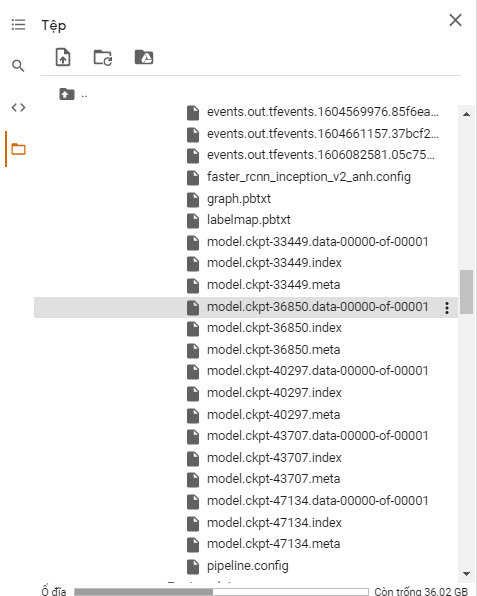 Tệp
..
events.out.tfevents.1604569976.85f6ea...
events.out.tfevents.1604661157.37bcf2...
events.out.tfevents.1606082581.05c75...
faster_rcnn_inception_v2_anh.config
graph.pbtxt
labelmap.pbtxt
model.ckpt-33449.data-00000-of-00001
model.ckpt-33449.index
model.ckpt-33449.meta
model.ckpt-36850.data-00000-of-00001
model.ckpt-36850.index
model.ckpt-36850.meta
model.ckpt-40297.data-00000-of-00001
model.ckpt-40297.index
model.ckpt-40297.meta
model.ckpt-43707.data-00000-of-00001
model.ckpt-43707.index
model.ckpt-43707.meta
model.ckpt-47134.data-00000-of-00001
model.ckpt-47134.index
model.ckpt-47134.meta
pipeline.config
Ổ đĩa Còn trống 36.02 GB